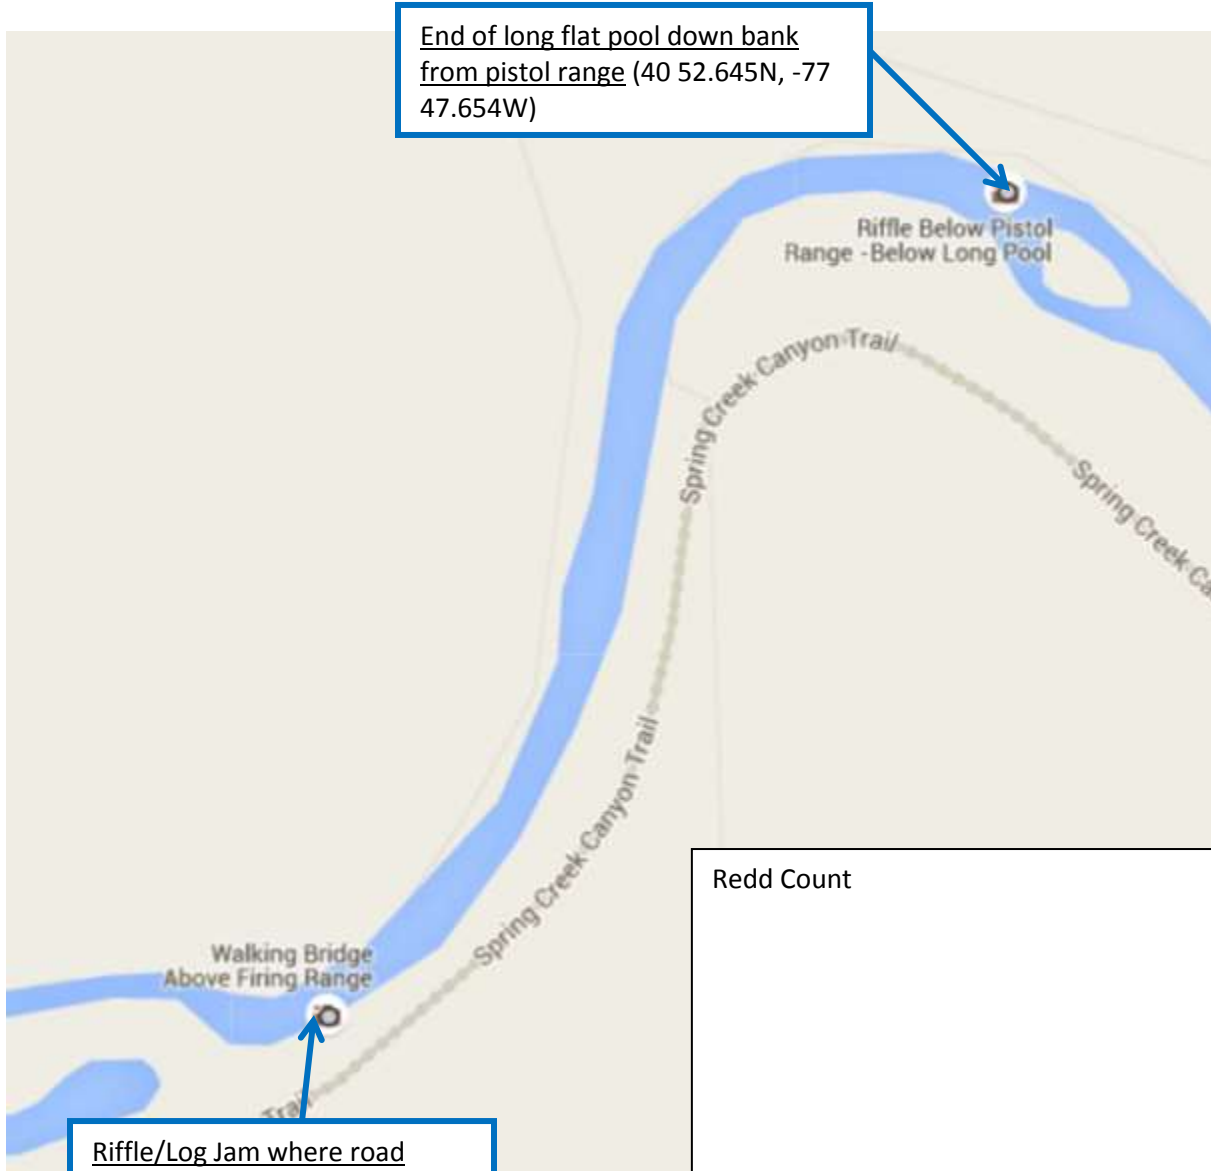 End of long flat pool down bank
from pistol range (40 52.645N, -77
47.654W)
Riffle Below Pistol
Range - Below Long Pool
Spring Creek Canyon Trail
Spring Creek Ca
Spring Creek Canyon Trail
Walking Bridge
Above Firing Range
Trail
Redd Count
Riffle/Log Jam where road